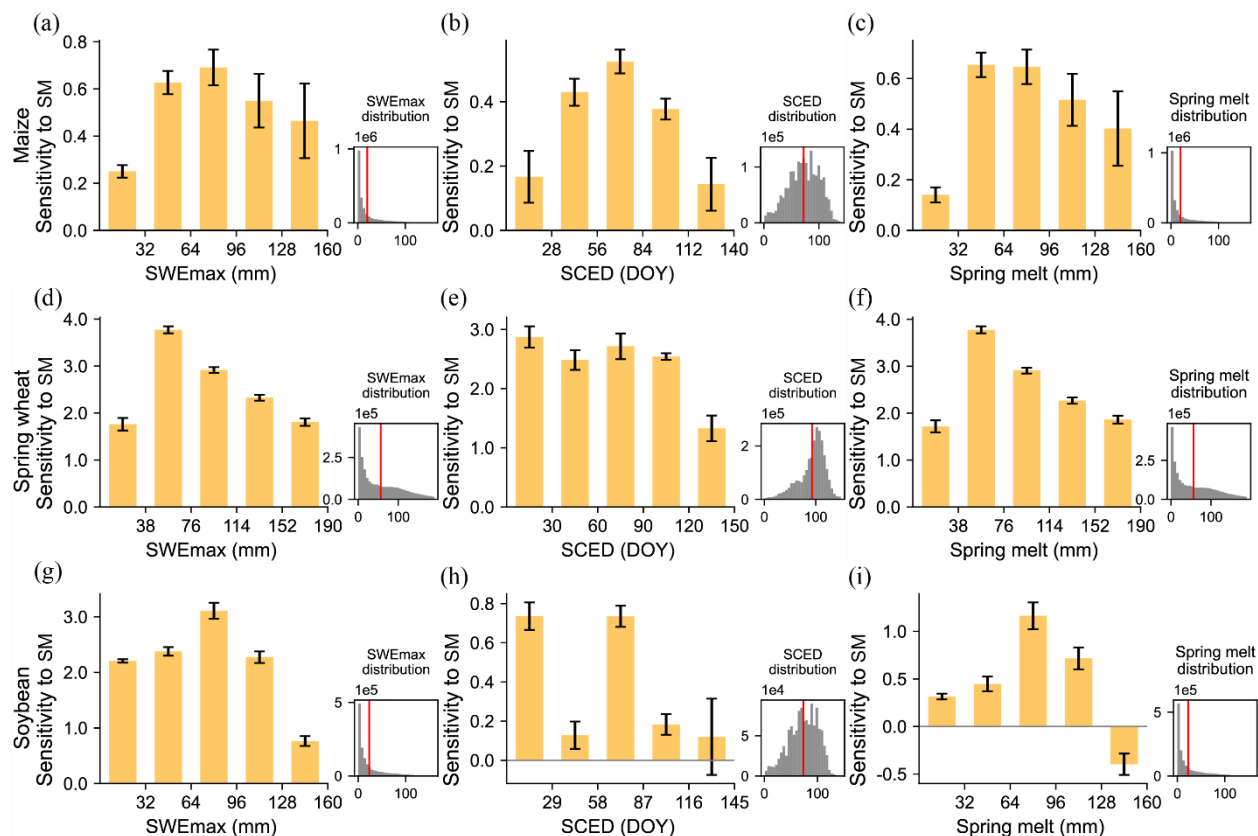 (a)
Maize
Sensitivity to SM
0.8
0.6
0.4
0.2
0.0
32 64 96 128 160
SWEmax (mm)
SWEmax
distribution
1e6
1
0
0 100
(b)
Sensitivity to SM
0.4
0.2
0.0
28 56 84 112 140
SCED (DOY)
SCED
distribution
1e5
1
0
0 100
(c)
Sensitivity to SM
0.6
0.4
0.2
0.0
32 64 96 128 160
Spring melt (mm)
Spring melt
distribution
1e6
1
0
0 100
(d)
Spring wheat
Sensitivity to SM
4.0
3.0
2.0
1.0
0.0
38 76 114 152 190
SWEmax (mm)
SWEmax
distribution
1e5
2.5
0.0
0 100
(e)
Sensitivity to SM
3.0
2.0
1.0
0.0
30 60 90 120 150
SCED (DOY)
SCED
distribution
1e5
2
0
0 100
(f)
Sensitivity to SM
4.0
3.0
2.0
1.0
0.0
38 76 114 152 190
Spring melt (mm)
Spring melt
distribution
1e5
2.5
0.0
0 100
(g)
Soybean
Sensitivity to SM
3.0
2.0
1.0
0.0
32 64 96 128 160
SWEmax (mm)
SWEmax
distribution
1e5
5
0
0 100
(h)
Sensitivity to SM
0.8
0.6
0.4
0.2
0.0
29 58 87 116 145
SCED (DOY)
SCED
distribution
1e4
5
0
0 100
(i)
Sensitivity to SM
1.0
0.5
0.0
-0.5
32 64 96 128 160
Spring melt (mm)
Spring melt
distribution
1e5
5
0
0 100